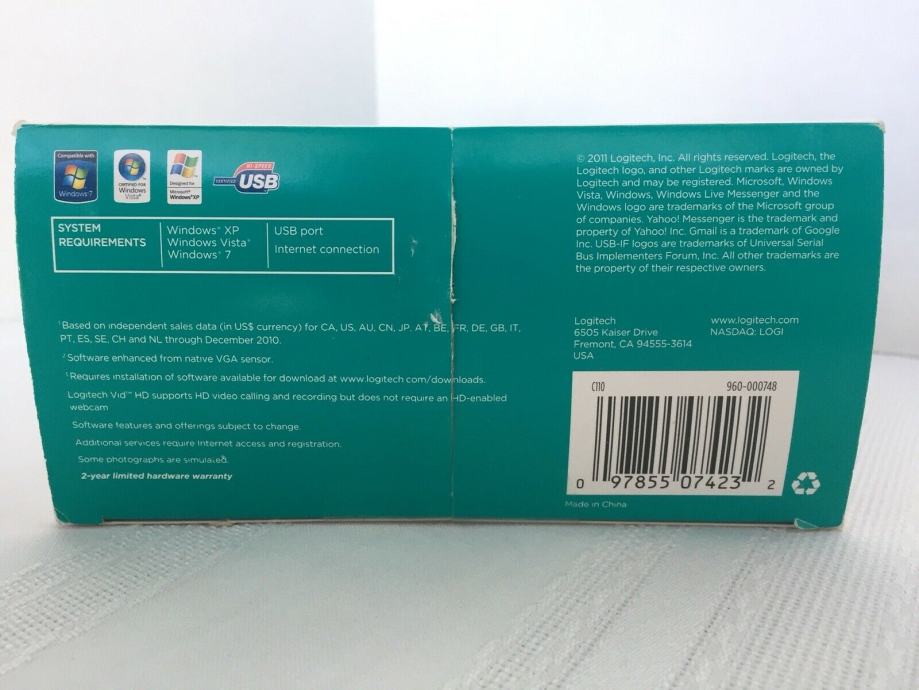 Compatible with
Windows 7
CERTIFIED FOR
Windows Vista®
Designed for
Microsoft®
Windows®XP
HI-SPEED
CERTIFIED USB
SYSTEM REQUIREMENTS
Windows® XP
Windows Vista®
Windows® 7
USB port
Internet connection
¹Based on independent sales data (in US$ currency) for CA, US, AU, CN, JP, AT, BE, FR, DE, GB, IT,
PT, ES, SE, CH and NL through December 2010.
²Software enhanced from native VGA sensor.
³Requires installation of software available for download at www.logitech.com/downloads.
Logitech Vid™ HD supports HD video calling and recording but does not require an HD-enabled
webcam
Software features and offerings subject to change.
Additional services require Internet access and registration.
Some photographs are simulated.
2-year limited hardware warranty
© 2011 Logitech, Inc. All rights reserved. Logitech, the
Logitech logo, and other Logitech marks are owned by
Logitech and may be registered. Microsoft, Windows
Vista, Windows, Windows Live Messenger and the
Windows logo are trademarks of the Microsoft group
of companies. Yahoo! Messenger is the trademark and
property of Yahoo! Inc. Gmail is a trademark of Google
Inc. USB-IF logos are trademarks of Universal Serial
Bus Implementers Forum, Inc. All other trademarks are
the property of their respective owners.
Logitech
6505 Kaiser Drive
Fremont, CA 94555-3614
USA
www.logitech.com
NASDAQ: LOGI
C110 960-000748
0 97855 07423 2
Made in China